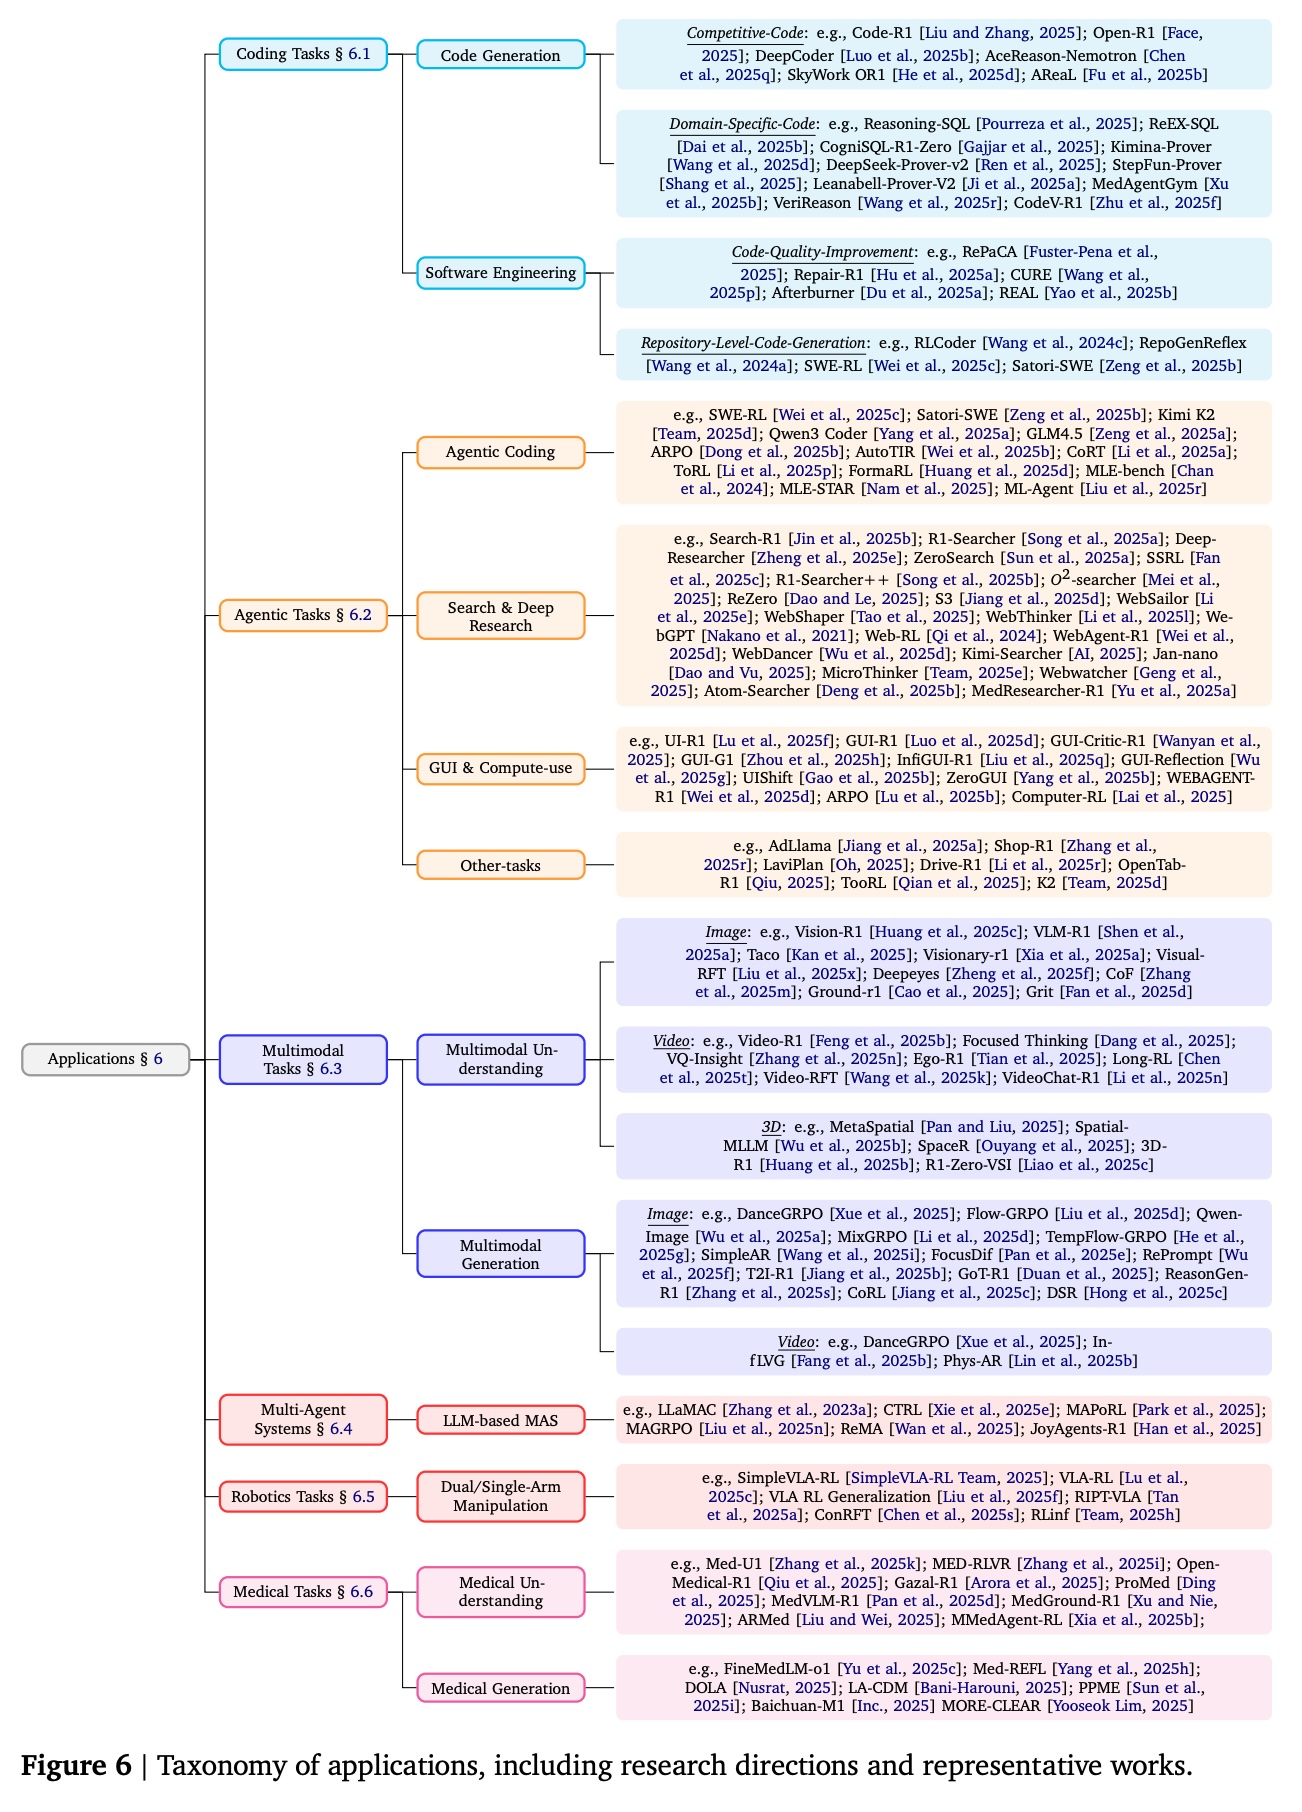 Applications § 6
Coding Tasks § 6.1
Code Generation
Competitive-Code: e.g., Code-R1 [Liu and Zhang, 2025]; Open-R1 [Face,
2025]; DeepCoder [Luo et al., 2025b]; AceReason-Nemotron [Chen
et al., 2025q]; SkyWork OR1 [He et al., 2025d]; AReaL [Fu et al., 2025b]
Domain-Specific-Code: e.g., Reasoning-SQL [Pourreza et al., 2025]; ReEX-SQL
[Dai et al., 2025b]; CogniSQL-R1-Zero [Gajjar et al., 2025]; Kimina-Prover
[Wang et al., 2025d]; DeepSeek-Prover-v2 [Ren et al., 2025]; StepFun-Prover
[Shang et al., 2025]; Leanabell-Prover-V2 [Ji et al., 2025a]; MedAgentGym [Xu
et al., 2025b]; VeriReason [Wang et al., 2025r]; CodeV-R1 [Zhu et al., 2025f]
Software Engineering
Code-Quality-Improvement: e.g., RePaCA [Fuster-Pena et al.,
2025]; Repair-R1 [Hu et al., 2025a]; CURE [Wang et al.,
2025p]; Afterburner [Du et al., 2025a]; REAL [Yao et al., 2025b]
Repository-Level-Code-Generation: e.g., RLCoder [Wang et al., 2024c]; RepoGenReflex
[Wang et al., 2024a]; SWE-RL [Wei et al., 2025c]; Satori-SWE [Zeng et al., 2025b]
Agentic Tasks § 6.2
Agentic Coding
e.g., SWE-RL [Wei et al., 2025c]; Satori-SWE [Zeng et al., 2025b]; Kimi K2
[Team, 2025d]; Qwen3 Coder [Yang et al., 2025a]; GLM4.5 [Zeng et al., 2025a];
ARPO [Dong et al., 2025b]; AutoTIR [Wei et al., 2025b]; CoRT [Li et al., 2025a];
ToRL [Li et al., 2025p]; FormaRL [Huang et al., 2025d]; MLE-bench [Chan
et al., 2024]; MLE-STAR [Nam et al., 2025]; ML-Agent [Liu et al., 2025r]
Search & Deep
Research
e.g., Search-R1 [Jin et al., 2025b]; R1-Searcher [Song et al., 2025a]; Deep-
Researcher [Zheng et al., 2025e]; ZeroSearch [Sun et al., 2025a]; SSRL [Fan
et al., 2025c]; R1-Searcher++ [Song et al., 2025b]; O²-searcher [Mei et al.,
2025]; ReZero [Dao and Le, 2025]; S3 [Jiang et al., 2025d]; WebSailor [Li
et al., 2025e]; WebShaper [Tao et al., 2025]; WebThinker [Li et al., 2025l]; We-
bGPT [Nakano et al., 2021]; Web-RL [Qi et al., 2024]; WebAgent-R1 [Wei et al.,
2025d]; WebDancer [Wu et al., 2025d]; Kimi-Searcher [AI, 2025]; Jan-nano
[Dao and Vu, 2025]; MicroThinker [Team, 2025e]; Webwatcher [Geng et al.,
2025]; Atom-Searcher [Deng et al., 2025b]; MedResearcher-R1 [Yu et al., 2025a]
GUI & Compute-use
e.g., UI-R1 [Lu et al., 2025f]; GUI-R1 [Luo et al., 2025d]; GUI-Critic-R1 [Wanyan et al.,
2025]; GUI-G1 [Zhou et al., 2025h]; InfiGUI-R1 [Liu et al., 2025q]; GUI-Reflection [Wu
et al., 2025g]; UIShift [Gao et al., 2025b]; ZeroGUI [Yang et al., 2025b]; WEBAGENT-
R1 [Wei et al., 2025d]; ARPO [Lu et al., 2025b]; Computer-RL [Lai et al., 2025]
Other-tasks
e.g., AdLlama [Jiang et al., 2025a]; Shop-R1 [Zhang et al.,
2025r]; LaviPlan [Oh, 2025]; Drive-R1 [Li et al., 2025r]; OpenTab-
R1 [Qiu, 2025]; TooRL [Qian et al., 2025]; K2 [Team, 2025d]
Multimodal
Tasks § 6.3
Multimodal Un-
derstanding
Image: e.g., Vision-R1 [Huang et al., 2025c]; VLM-R1 [Shen et al.,
2025a]; Taco [Kan et al., 2025]; Visionary-r1 [Xia et al., 2025a]; Visual-
RFT [Liu et al., 2025x]; Deepeyes [Zheng et al., 2025f]; CoF [Zhang
et al., 2025m]; Ground-r1 [Cao et al., 2025]; Grit [Fan et al., 2025d]
Video: e.g., Video-R1 [Feng et al., 2025b]; Focused Thinking [Dang et al., 2025];
VQ-Insight [Zhang et al., 2025n]; Ego-R1 [Tian et al., 2025]; Long-RL [Chen
et al., 2025t]; Video-RFT [Wang et al., 2025k]; VideoChat-R1 [Li et al., 2025n]
3D: e.g., MetaSpatial [Pan and Liu, 2025]; Spatial-
MLLM [Wu et al., 2025b]; SpaceR [Ouyang et al., 2025]; 3D-
R1 [Huang et al., 2025b]; R1-Zero-VSI [Liao et al., 2025c]
Multimodal
Generation
Image: e.g., DanceGRPO [Xue et al., 2025]; Flow-GRPO [Liu et al., 2025d]; Qwen-
Image [Wu et al., 2025a]; MixGRPO [Li et al., 2025d]; TempFlow-GRPO [He et al.,
2025g]; SimpleAR [Wang et al., 2025i]; FocusDif [Pan et al., 2025e]; RePrompt [Wu
et al., 2025f]; T2I-R1 [Jiang et al., 2025b]; GoT-R1 [Duan et al., 2025]; ReasonGen-
R1 [Zhang et al., 2025s]; CoRL [Jiang et al., 2025c]; DSR [Hong et al., 2025c]
Video: e.g., DanceGRPO [Xue et al., 2025]; In-
fLVG [Fang et al., 2025b]; Phys-AR [Lin et al., 2025b]
Multi-Agent
Systems § 6.4
LLM-based MAS
e.g., LLaMAC [Zhang et al., 2023a]; CTRL [Xie et al., 2025e]; MAPoRL [Park et al., 2025];
MAGRPO [Liu et al., 2025n]; ReMA [Wan et al., 2025]; JoyAgents-R1 [Han et al., 2025]
Robotics Tasks § 6.5
Dual/Single-Arm
Manipulation
e.g., SimpleVLA-RL [SimpleVLA-RL Team, 2025]; VLA-RL [Lu et al.,
2025c]; VLA RL Generalization [Liu et al., 2025f]; RIPT-VLA [Tan
et al., 2025a]; ConRFT [Chen et al., 2025s]; RLinf [Team, 2025h]
Medical Tasks § 6.6
Medical Un-
derstanding
e.g., Med-U1 [Zhang et al., 2025k]; MED-RLVR [Zhang et al., 2025i]; Open-
Medical-R1 [Qiu et al., 2025]; Gazal-R1 [Arora et al., 2025]; ProMed [Ding
et al., 2025]; MedVLM-R1 [Pan et al., 2025d]; MedGround-R1 [Xu and Nie,
2025]; ARMed [Liu and Wei, 2025]; MMedAgent-RL [Xia et al., 2025b];
Medical Generation
e.g., FineMedLM-o1 [Yu et al., 2025c]; Med-REFL [Yang et al., 2025h];
DOLA [Nusrat, 2025]; LA-CDM [Bani-Harouni, 2025]; PPME [Sun et al.,
2025i]; Baichuan-M1 [Inc., 2025] MORE-CLEAR [Yooseok Lim, 2025]
Figure 6 | Taxonomy of applications, including research directions and representative works.